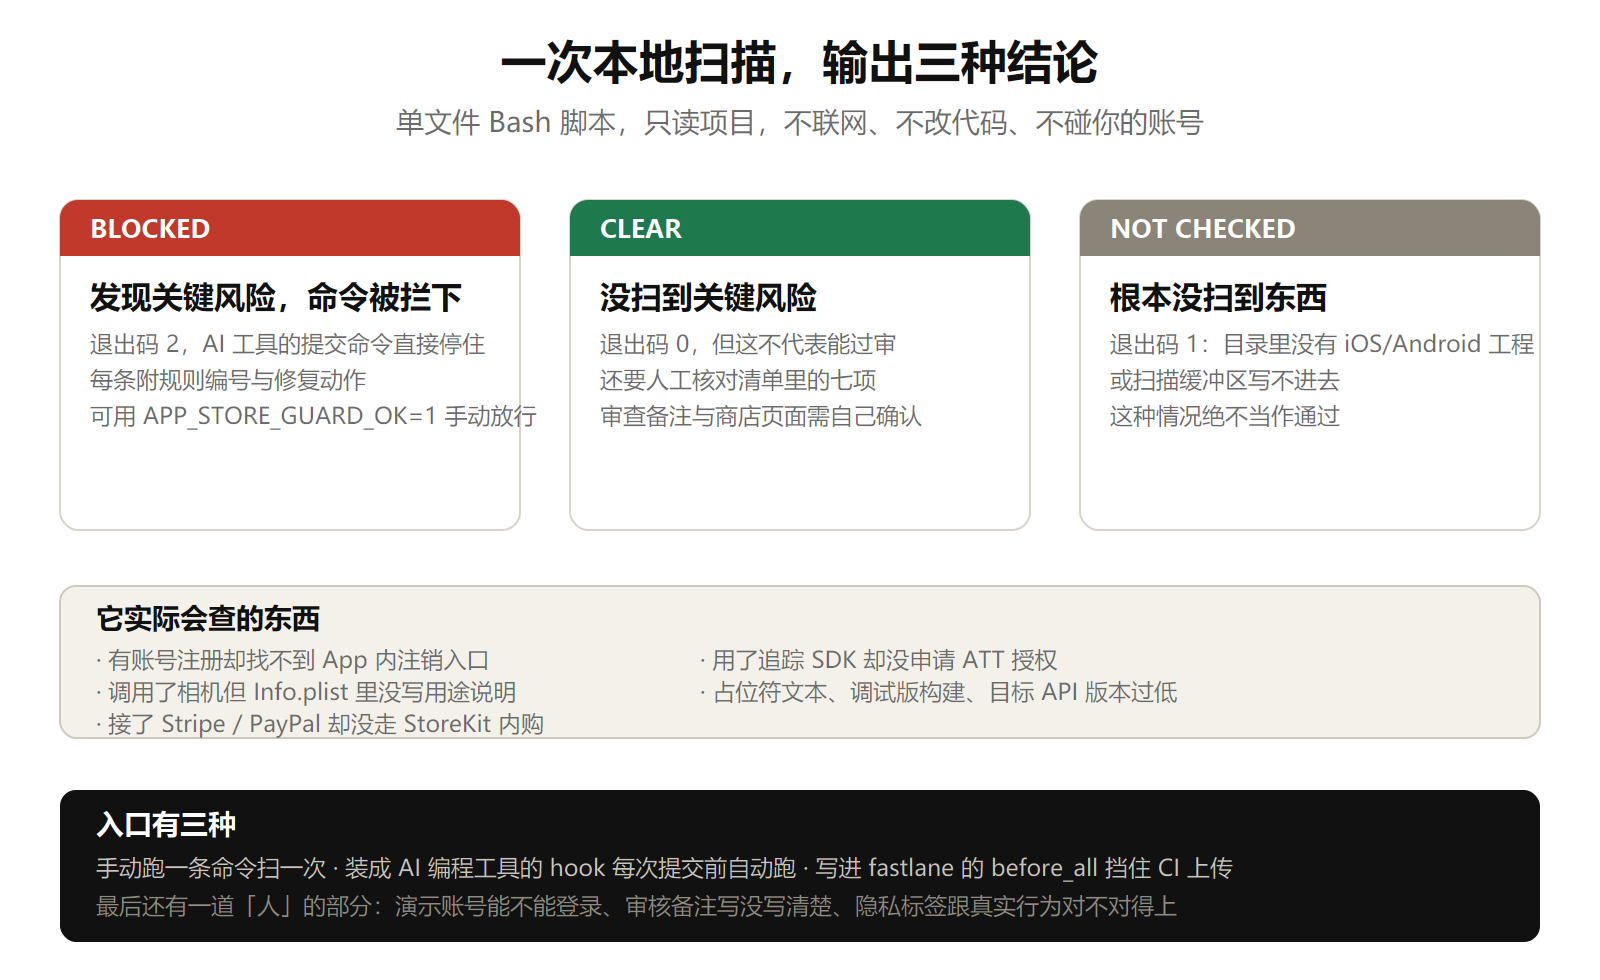 一次本地扫描，输出三种结论
单文件 Bash 脚本，只读项目，不联网、不改代码、不碰你的账号
BLOCKED
发现关键风险，命令被拦下
退出码 2，AI 工具的提交命令直接停住
每条附规则编号与修复动作
可用 APP_STORE_GUARD_OK=1 手动放行
CLEAR
没扫到关键风险
退出码 0，但这不代表能过审
还要人工核对清单里的七项
审查备注与商店页面需自己确认
NOT CHECKED
根本没扫到东西
退出码 1：目录里没有 iOS/Android 工程
或扫描缓冲区写不进去
这种情况绝不当作通过
它实际会查的东西
· 有账号注册却找不到 App 内注销入口
· 调用了相机但 Info.plist 里没写用途说明
· 接了 Stripe / PayPal 却没走 StoreKit 内购
· 用了追踪 SDK 却没申请 ATT 授权
· 占位符文本、调试版构建、目标 API 版本过低
入口有三种
手动跑一条命令扫一次 · 装成 AI 编程工具的 hook 每次提交前自动跑 · 写进 fastlane 的 before_all 挡住 CI 上传
最后还有一道「人」的部分：演示账号能不能登录、审核备注写没写清楚、隐私标签跟真实行为对不对得上